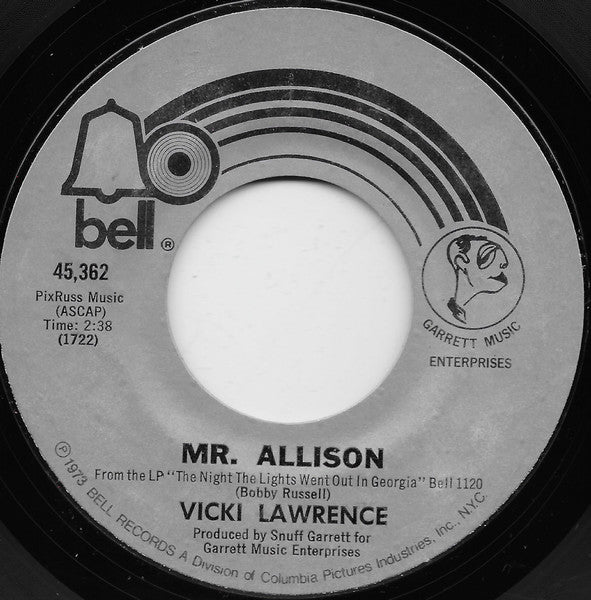 bell®
45,362
PixRuss Music
(ASCAP)
Time: 2:38
(1722)
GARRETT MUSIC
ENTERPRISES
MR. ALLISON
From the LP "The Night The Lights Went Out In Georgia" Bell 1120
(Bobby Russell)
VICKI LAWRENCE
Produced by Snuff Garrett for
Garrett Music Enterprises
℗1973 BELL RECORDS A Division of Columbia Pictures Industries, Inc., N.Y.C.